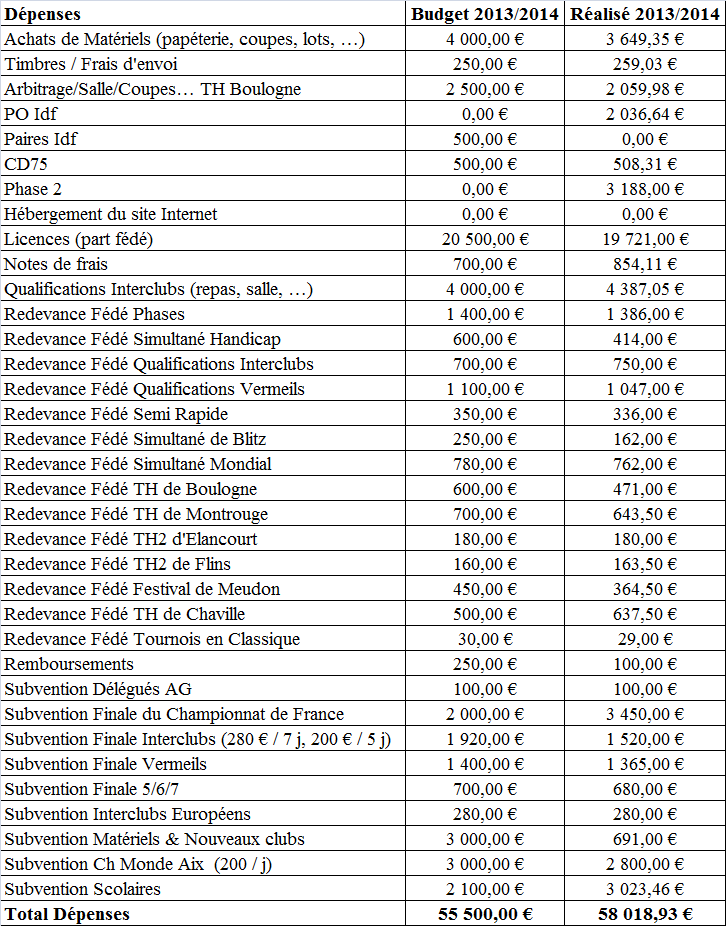 Dépenses Budget 2013/2014 Réalisé 2013/2014
Achats de Matériels (papéterie, coupes, lots, …) 4 000,00 € 3 649,35 €
Timbres / Frais d'envoi 250,00 € 259,03 €
Arbitrage/Salle/Coupes… TH Boulogne 2 500,00 € 2 059,98 €
PO Idf 0,00 € 2 036,64 €
Paires Idf 500,00 € 0,00 €
CD75 500,00 € 508,31 €
Phase 2 0,00 € 3 188,00 €
Hébergement du site Internet 0,00 € 0,00 €
Licences (part fédé) 20 500,00 € 19 721,00 €
Notes de frais 700,00 € 854,11 €
Qualifications Interclubs (repas, salle, …) 4 000,00 € 4 387,05 €
Redevance Fédé Phases 1 400,00 € 1 386,00 €
Redevance Fédé Simultané Handicap 600,00 € 414,00 €
Redevance Fédé Qualifications Interclubs 700,00 € 750,00 €
Redevance Fédé Qualifications Vermeils 1 100,00 € 1 047,00 €
Redevance Fédé Semi Rapide 350,00 € 336,00 €
Redevance Fédé Simultané de Blitz 250,00 € 162,00 €
Redevance Fédé Simultané Mondial 780,00 € 762,00 €
Redevance Fédé TH de Boulogne 600,00 € 471,00 €
Redevance Fédé TH de Montrouge 700,00 € 643,50 €
Redevance Fédé TH2 d'Elancourt 180,00 € 180,00 €
Redevance Fédé TH2 de Flins 160,00 € 163,50 €
Redevance Fédé Festival de Meudon 450,00 € 364,50 €
Redevance Fédé TH de Chaville 500,00 € 637,50 €
Redevance Fédé Tournois en Classique 30,00 € 29,00 €
Remboursements 250,00 € 100,00 €
Subvention Délégués AG 100,00 € 100,00 €
Subvention Finale du Championnat de France 2 000,00 € 3 450,00 €
Subvention Finale Interclubs (280 € / 7 j, 200 € / 5 j) 1 920,00 € 1 520,00 €
Subvention Finale Vermeils 1 400,00 € 1 365,00 €
Subvention Finale 5/6/7 700,00 € 680,00 €
Subvention Interclubs Européens 280,00 € 280,00 €
Subvention Matériels & Nouveaux clubs 3 000,00 € 691,00 €
Subvention Ch Monde Aix (200 / j) 3 000,00 € 2 800,00 €
Subvention Scolaires 2 100,00 € 3 023,46 €
Total Dépenses 55 500,00 € 58 018,93 €